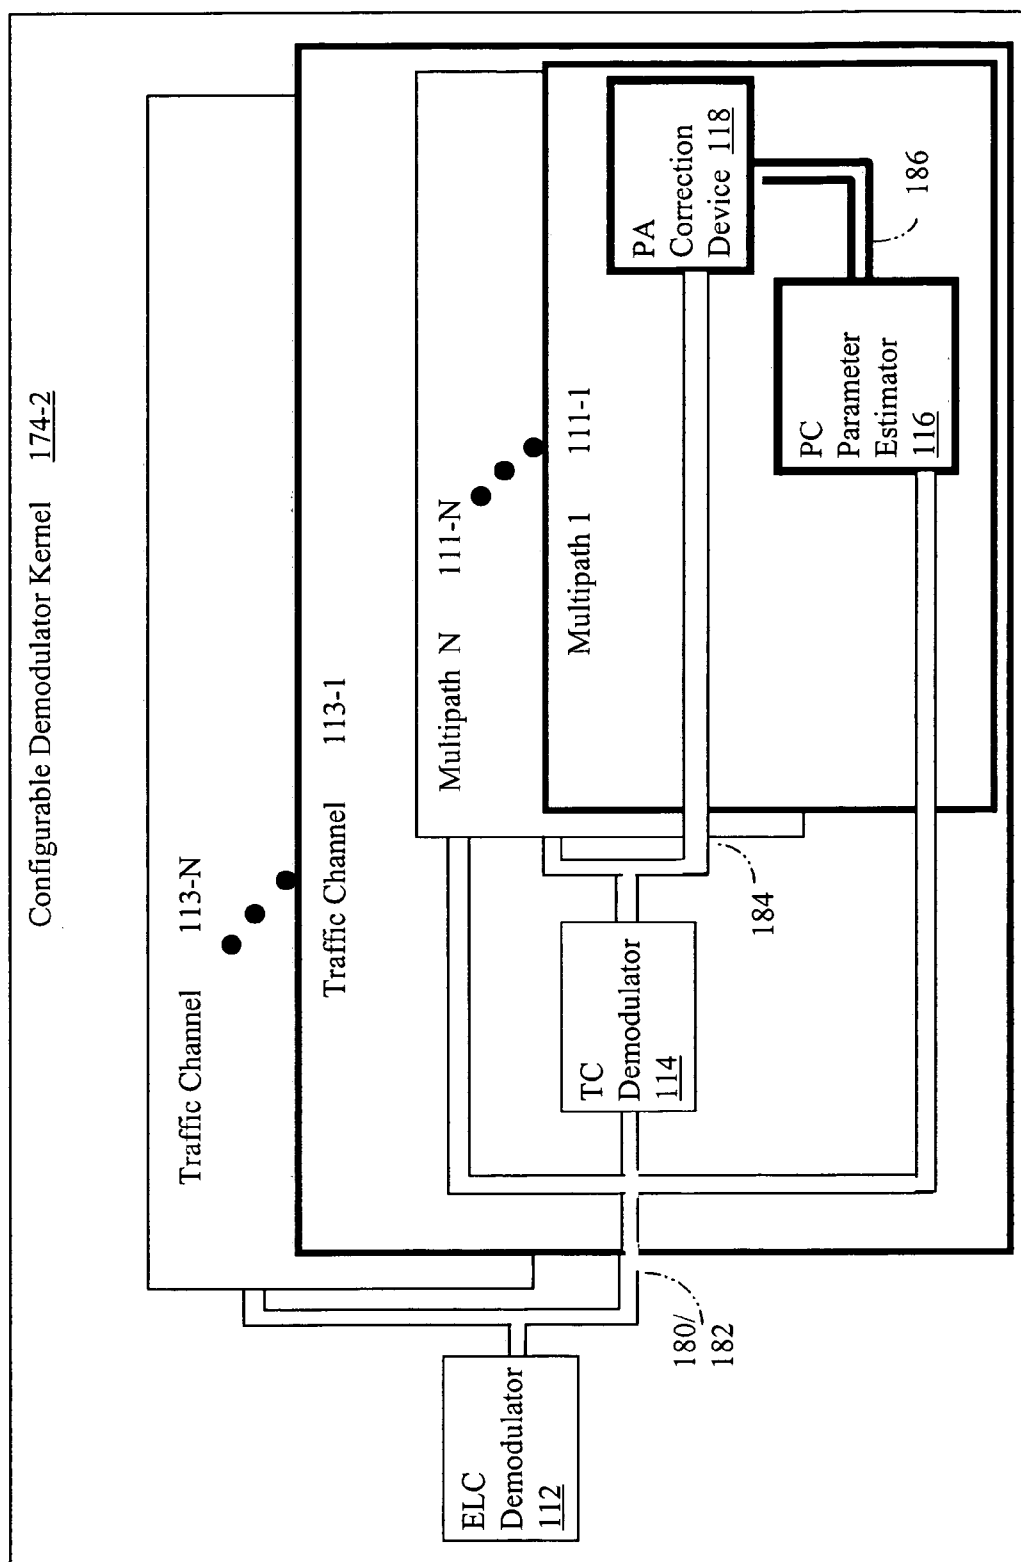 Configurable Demodulator Kernel 174-2
Traffic Channel 113-N
Traffic Channel 113-1
Multipath N 111-N
Multipath 1 111-1
ELC
Demodulator
112
180/
182
TC
Demodulator
114
184
PA
Correction
Device 118
PC
Parameter
Estimator
116
186